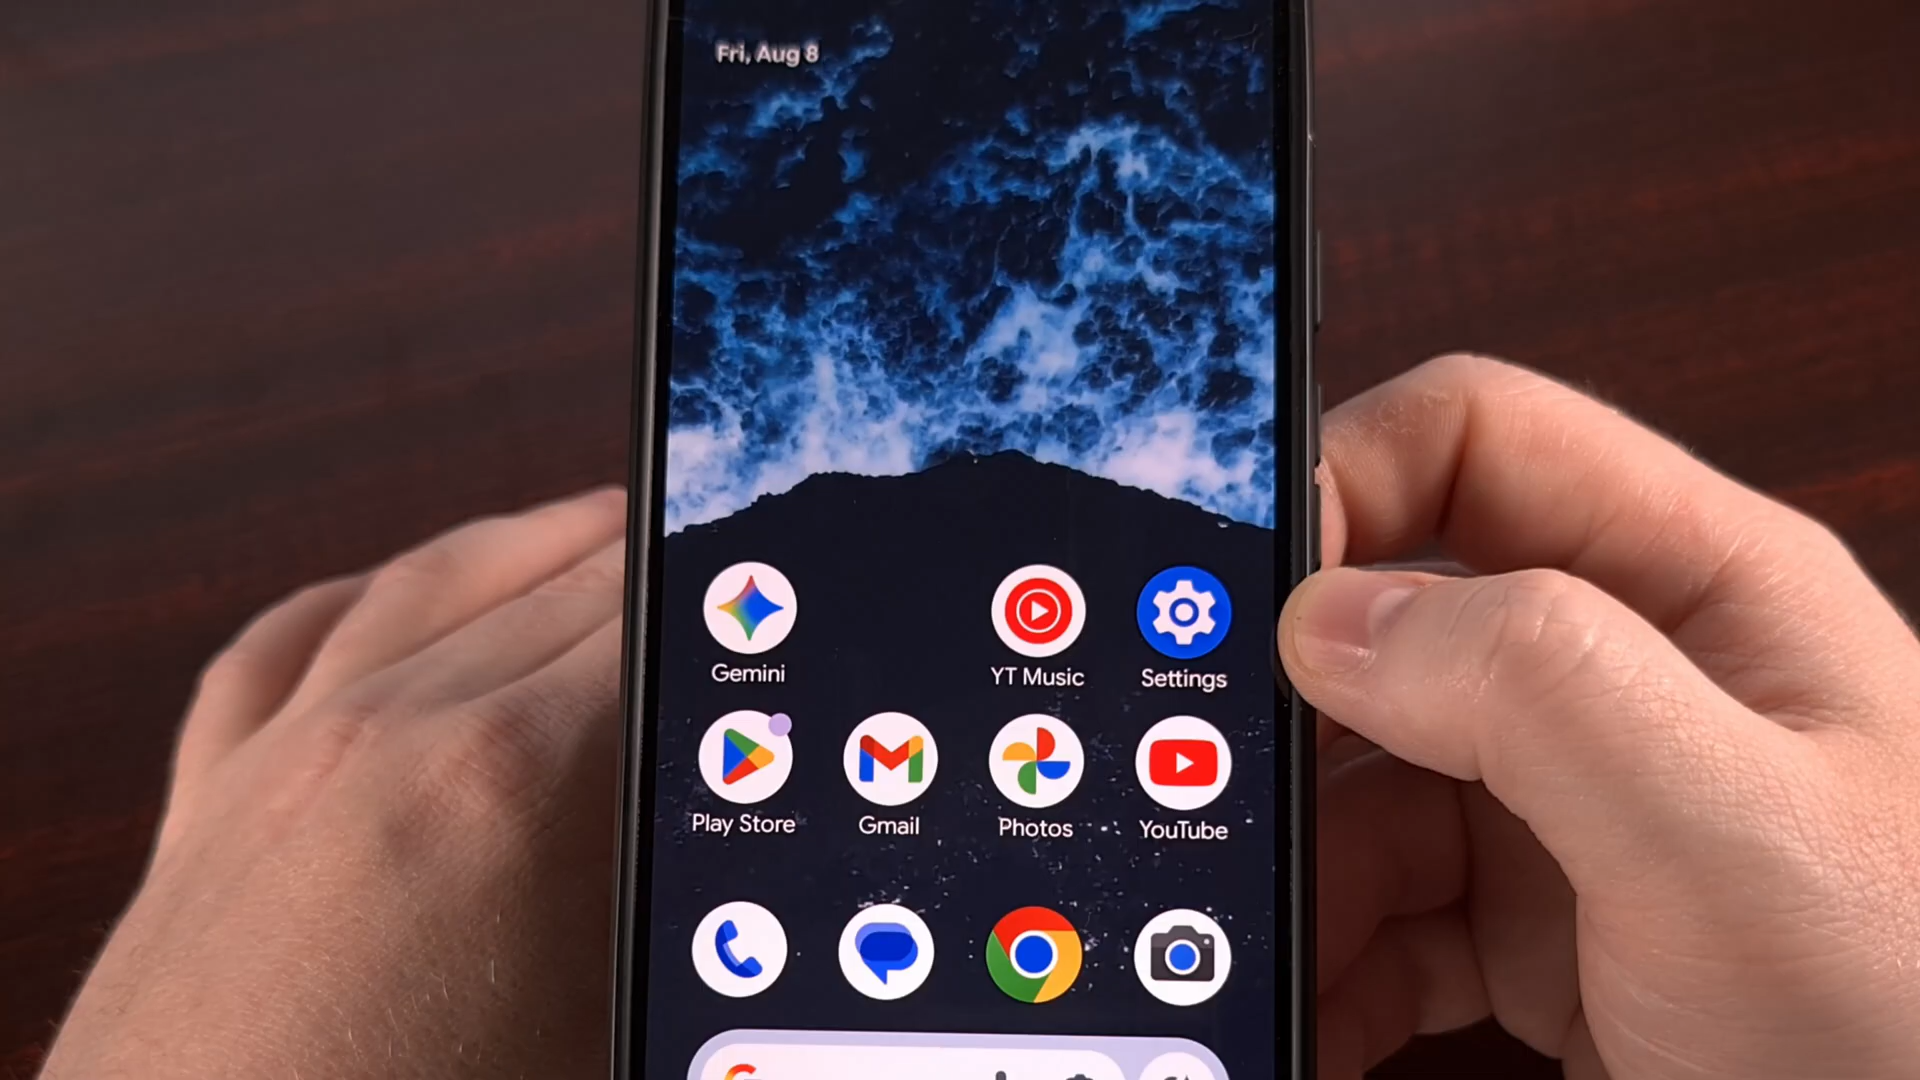 Fri, Aug 8
Gemini
YT Music
Settings
Play Store
Gmail
Photos
YouTube